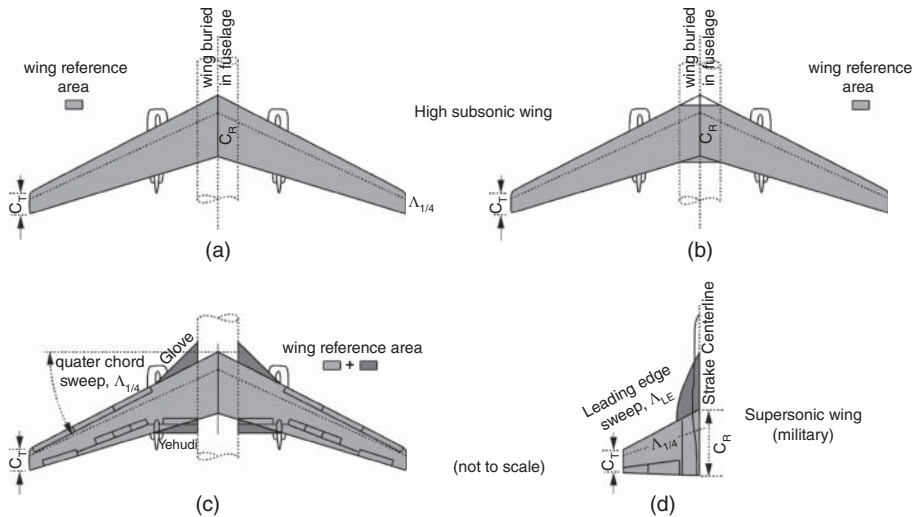 (a)
wing reference
area
wing buried
in fuselage
C_R
C_T
Λ_1/4
(a)
High subsonic wing
(b)
wing buried
in fuselage
wing reference
area
C_R
C_T
(b)
(c)
Glove
wing reference area
+
quater chord
sweep, Λ_1/4
C_T
Yehudi
(c)
(not to scale)
(d)
Strake Centerline
Leading edge
sweep, Λ_LE
Λ_1/4
C_R
C_T
Supersonic wing
(military)
(d)